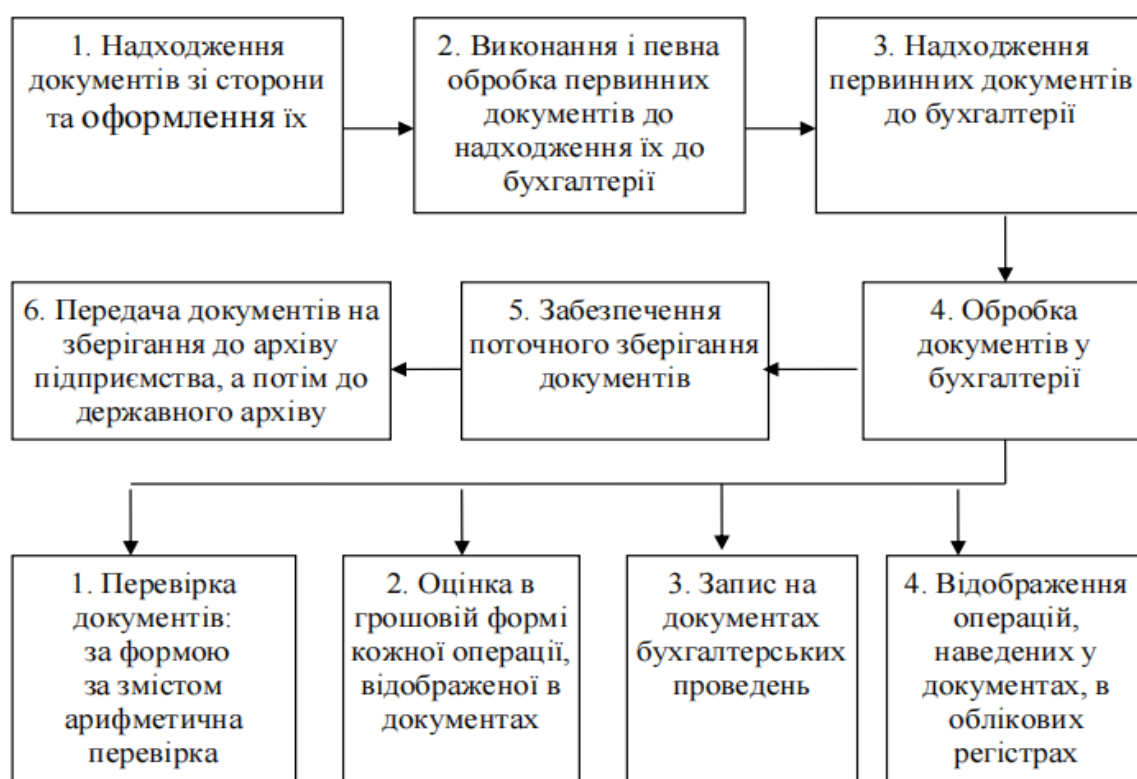 1. Надходження
документів зі сторони
та оформлення їх
2. Виконання і певна
обробка первинних
документів до
надходження їх до
бухгалтерії
3. Надходження
первинних документів
до бухгалтерії
4. Обробка
документів у
бухгалтерії
5. Забезпечення
поточного зберігання
документів
6. Передача документів на
зберігання до архіву
підприємства, а потім до
державного архіву
1. Перевірка
документів:
за формою
за змістом
арифметична
перевірка
2. Оцінка в
грошовій формі
кожної операції,
відображеної в
документах
3. Запис на
документах
бухгалтерських
проведень
4. Відображення
операцій,
наведених у
документах, в
облікових
регістрах